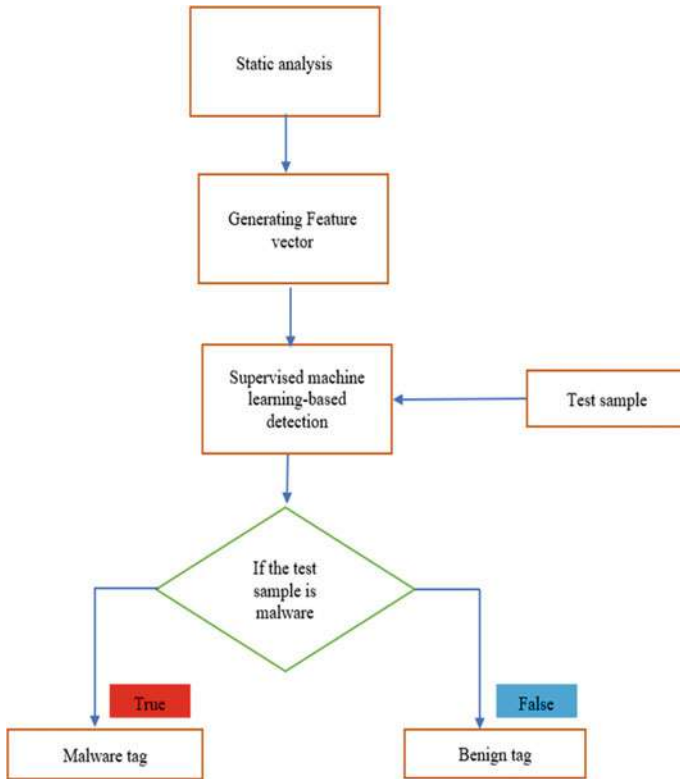 Static analysis
Generating Feature
vector
Supervised machine
learning-based
detection
Test sample
If the test
sample is
malware
True
False
Malware tag
Benign tag